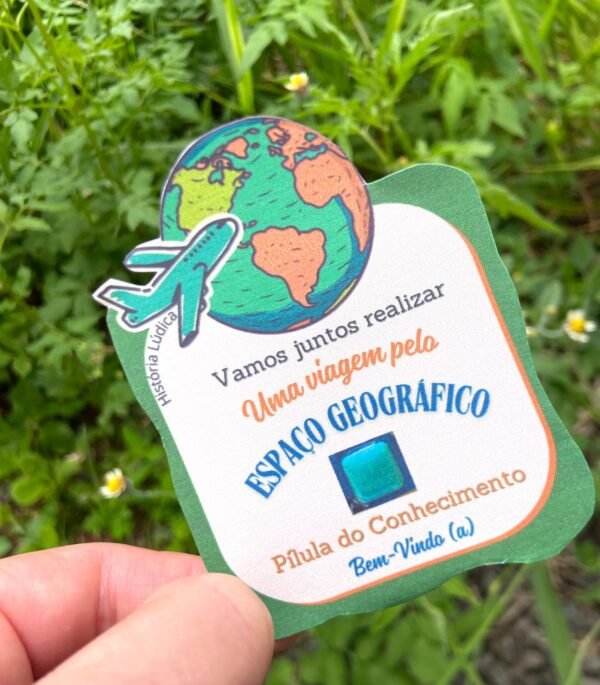 História Lúdica
Vamos juntos realizar
Uma viagem pelo
ESPAÇO GEOGRÁFICO
Pílula do Conhecimento
Bem-Vindo (a)